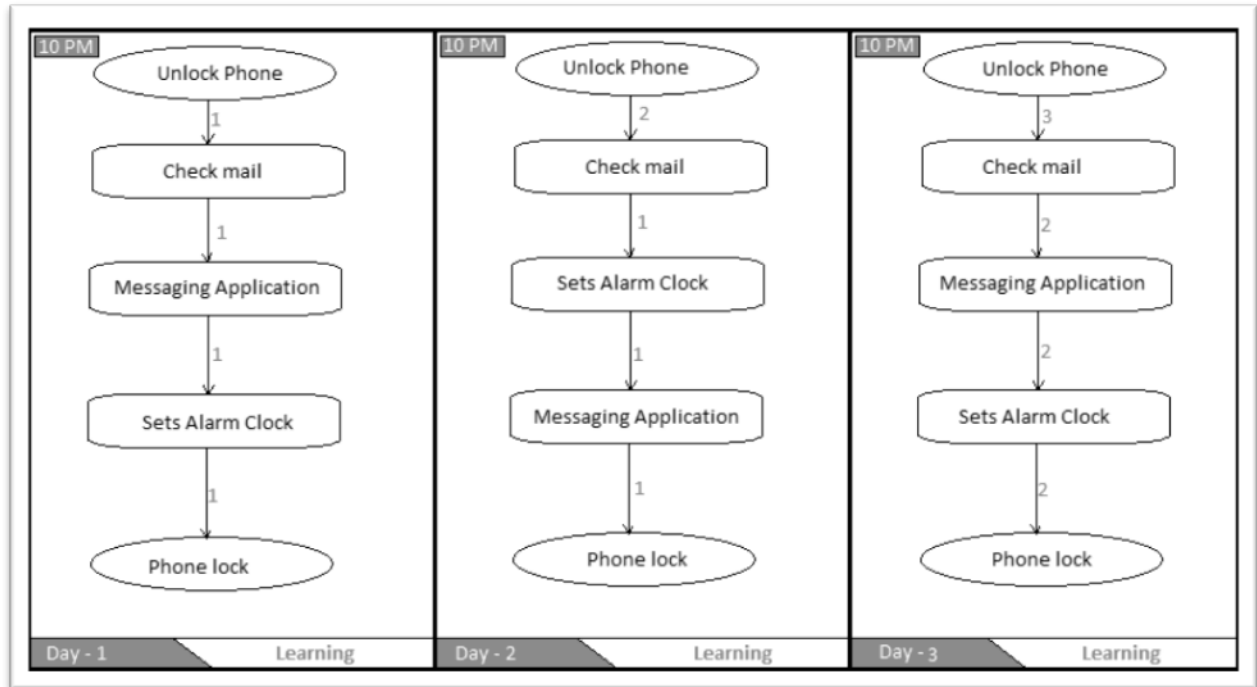 10 PM
Unlock Phone
1
Check mail
1
Messaging Application
1
Sets Alarm Clock
1
Phone lock
Day - 1
Learning
10 PM
Unlock Phone
2
Check mail
1
Sets Alarm Clock
1
Messaging Application
1
Phone lock
Day - 2
Learning
10 PM
Unlock Phone
3
Check mail
2
Messaging Application
2
Sets Alarm Clock
2
Phone lock
Day - 3
Learning